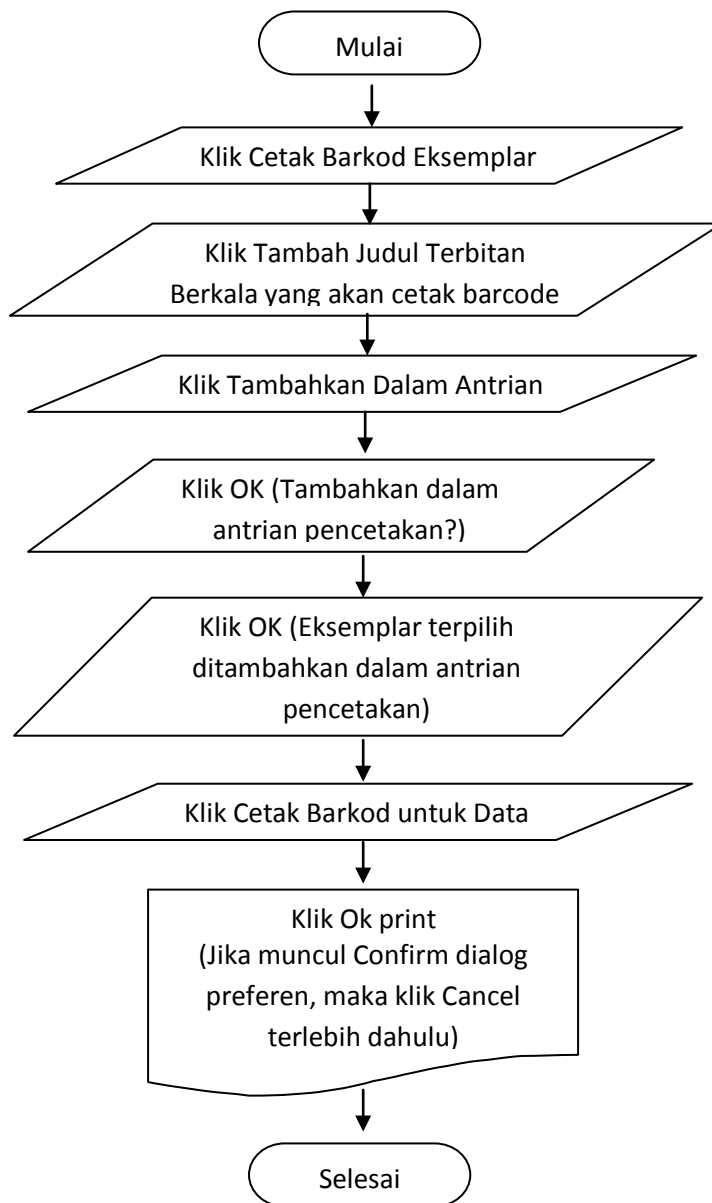 Mulai
Klik Cetak Barkod Eksemplar
Klik Tambah Judul Terbitan
Berkala yang akan cetak barcode
Klik Tambahkan Dalam Antrian
Klik OK (Tambahkan dalam
antrian pencetakan?)
Klik OK (Eksemplar terpilih
ditambahkan dalam antrian
pencetakan)
Klik Cetak Barkod untuk Data
Klik Ok print
(Jika muncul Confirm dialog
preferen, maka klik Cancel
terlebih dahulu)
Selesai